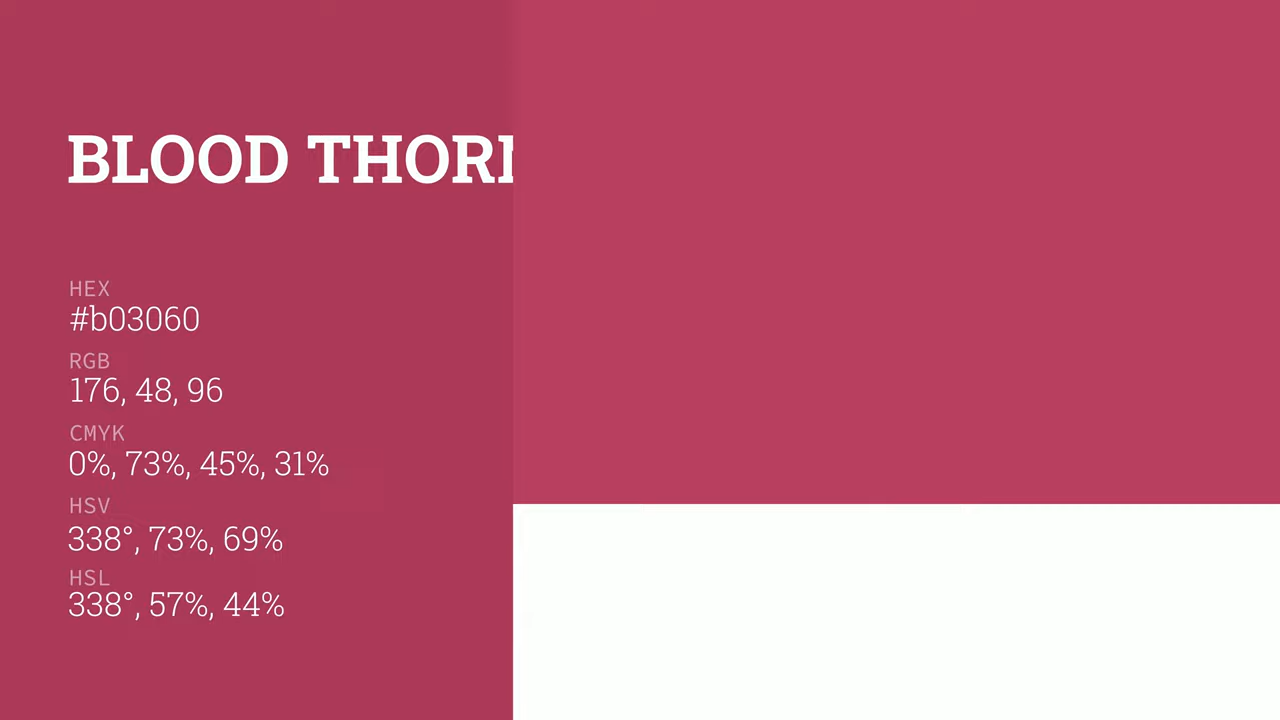 BLOOD THOR
HEX
#b03060
RGB
176, 48, 96
CMYK
0%, 73%, 45%, 31%
HSV
338°, 73%, 69%
HSL
338°, 57%, 44%